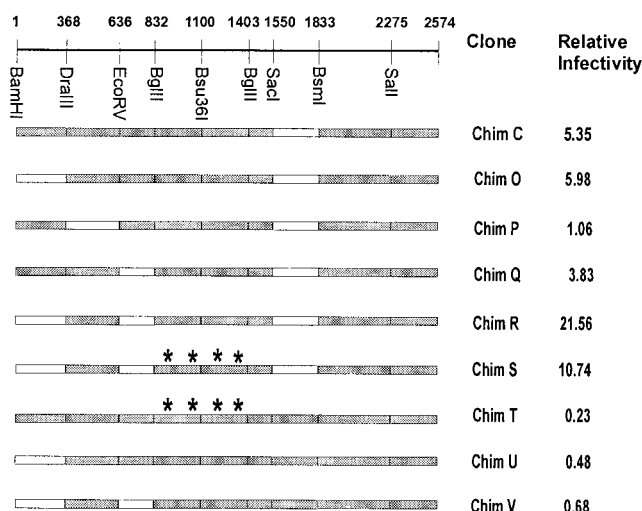 1 368 636 832 1100 1403 1550 1833 2275 2574
Clone Relative Infectivity
BamHI DraIII EcoRV BglII Bsu36I BglII SacI BsmI SalI
Chim C 5.35
Chim O 5.98
Chim P 1.06
Chim Q 3.83
Chim R 21.56
* * * *
Chim S 10.74
* * * *
Chim T 0.23
Chim U 0.48
Chim V 0.68